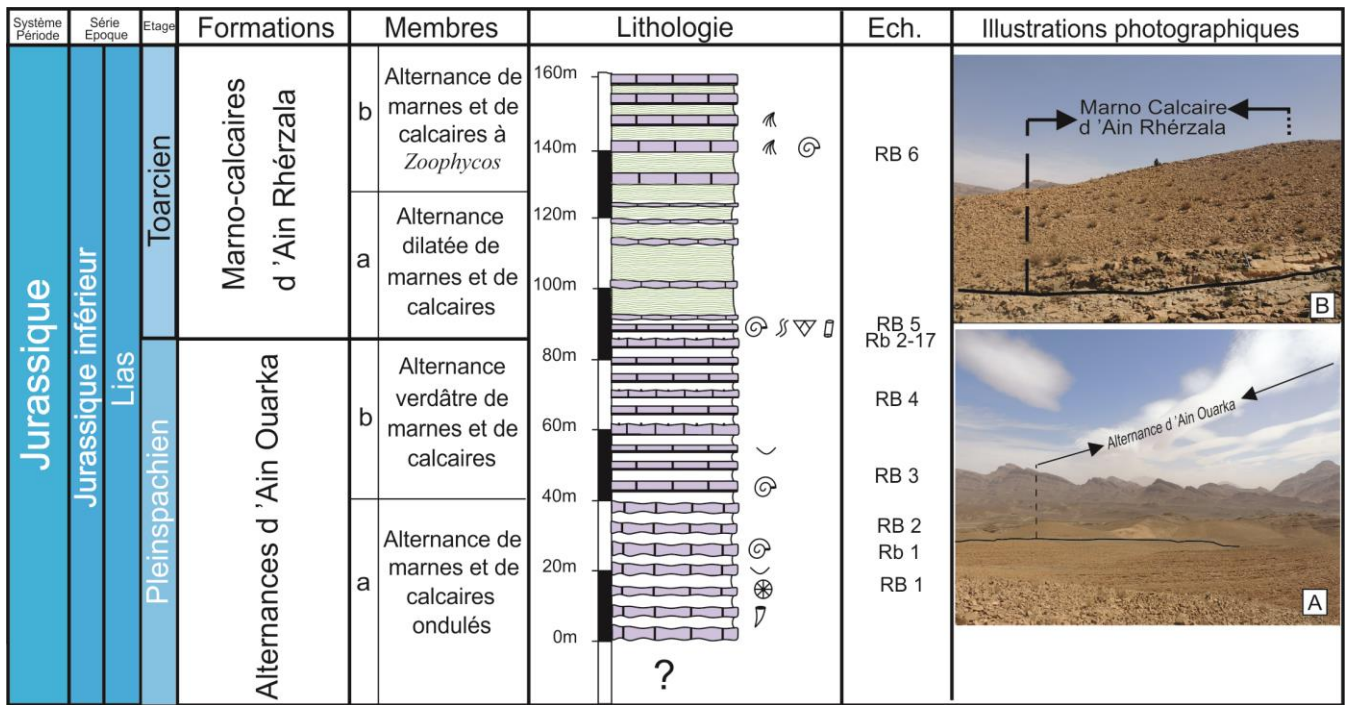 Système
Période
Série
Epoque
Etage
Formations
Membres
Lithologie
Ech.
Illustrations photographiques
Jurassique
Jurassique inférieur
Lias
Toarcien
Pleinspachien
Marno-calcaires
d 'Ain Rhérzala
Alternances d 'Ain Ouarka
b
Alternance de
marnes et de
calcaires à
Zoophycos
a
Alternance
dilatée de
marnes et de
calcaires
b
Alternance
verdâtre de
marnes et de
calcaires
a
Alternance de
marnes et de
calcaires
ondulés
160m
140m
120m
100m
80m
60m
40m
20m
0m
?
RB 6
RB 5
Rb 2-17
RB 4
RB 3
RB 2
Rb 1
RB 1
Marno Calcaire
d 'Ain Rhérzala
B
Alternance d 'Ain Ouarka
A